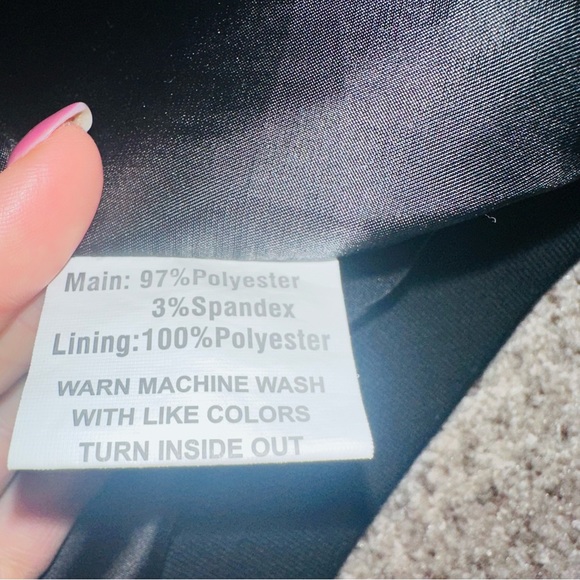 Main: 97%Polyester
3%Spandex
Lining:100%Polyester
WARN MACHINE WASH
WITH LIKE COLORS
TURN INSIDE OUT